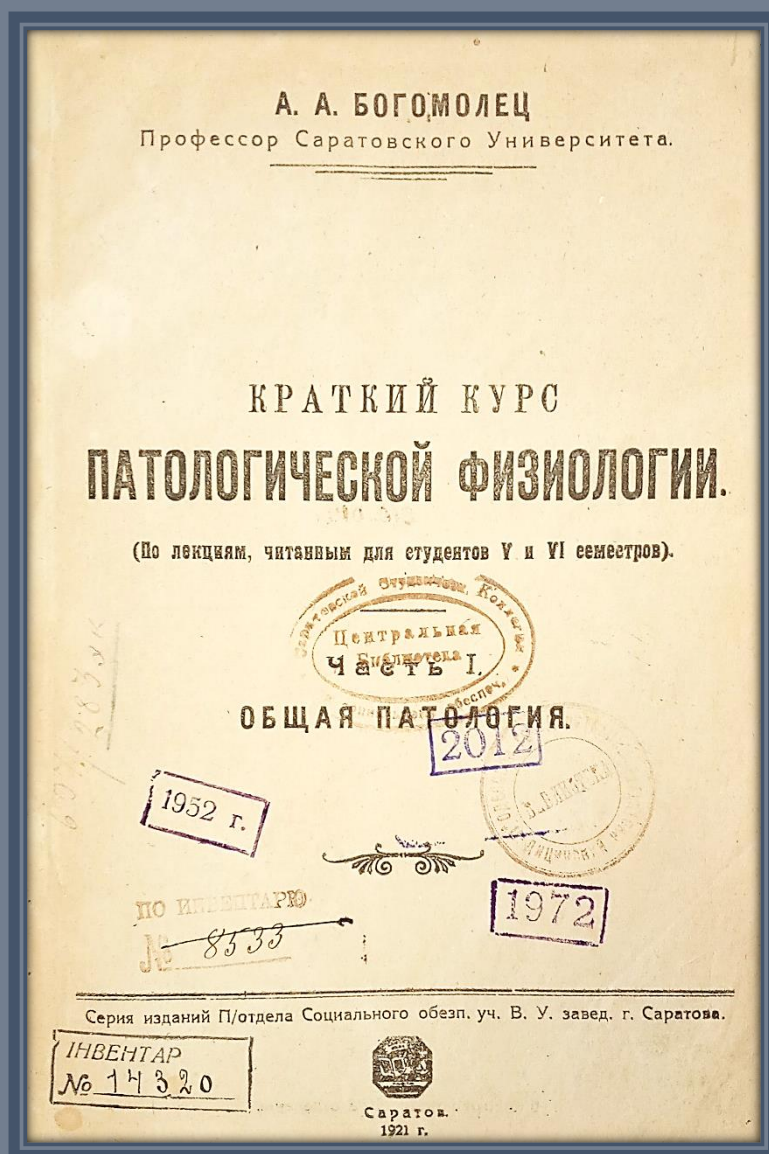 А. А. БОГОМОЛЕЦ
Профессор Саратовского Университета.
КРАТКИЙ КУРС
ПАТОЛОГИЧЕСКОЙ ФИЗИОЛОГИИ.
(По лекциям, читанным для студентов V и VI семестров).
Центральная
Библиотека
Часть I.
ОБЩАЯ ПАТОЛОГИЯ.
2012
1952 г.
1972
ПО ИНВЕНТАРЮ
№ 8533
Серия изданий П/отдела Социального обезп. уч. В. У. завед. г. Саратова.
ІНВЕНТАР
№ 14320
Саратов.
1921 г.